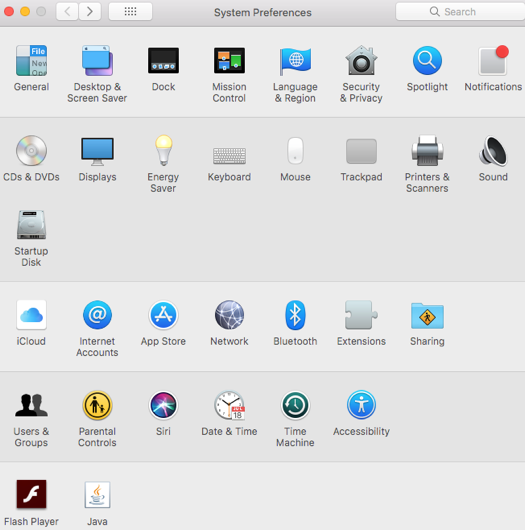 System Preferences
Search
File
New
Ope
General
Desktop &
Screen Saver
Dock
Mission
Control
Language
& Region
Security
& Privacy
Spotlight
Notifications
CDs & DVDs
Displays
Energy
Saver
Keyboard
Mouse
Trackpad
Printers &
Scanners
Sound
Startup
Disk
iCloud
Internet
Accounts
App Store
Network
Bluetooth
Extensions
Sharing
JUL
18
Users &
Groups
Parental
Controls
Siri
Date & Time
Time
Machine
Accessibility
Flash Player
Java